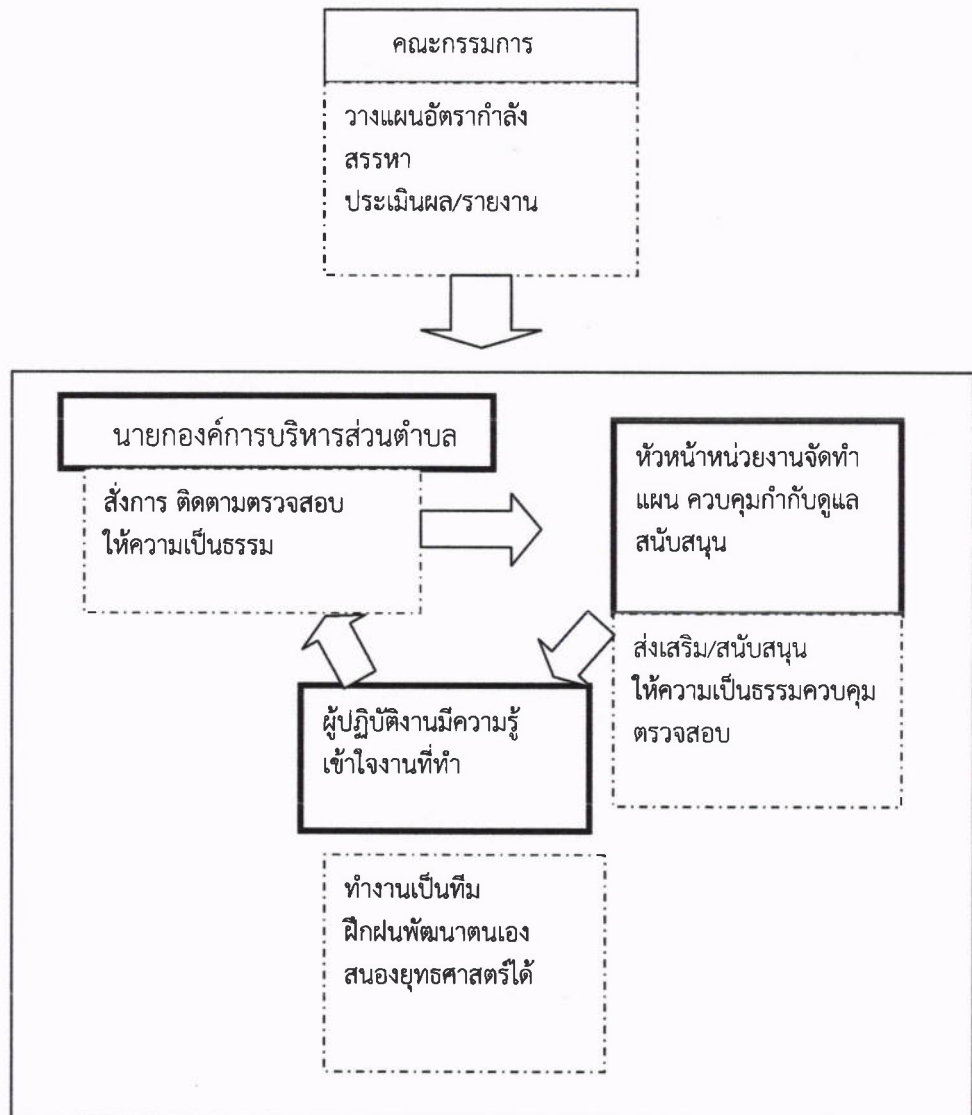 คณะกรรมการ
วางแผนอัตรากำลัง
สรรหา
ประเมินผล/รายงาน
นายกองค์การบริหารส่วนตำบล
สั่งการ ติดตามตรวจสอบ
ให้ความเป็นธรรม
หัวหน้าหน่วยงานจัดทำ
แผน ควบคุมกำกับดูแล
สนับสนุน
ส่งเสริม/สนับสนุน
ให้ความเป็นธรรมควบคุม
ตรวจสอบ
ผู้ปฏิบัติงานมีความรู้
เข้าใจงานที่ทำ
ทำงานเป็นทีม
ฝึกฝนพัฒนาตนเอง
สนองยุทธศาสตร์ได้